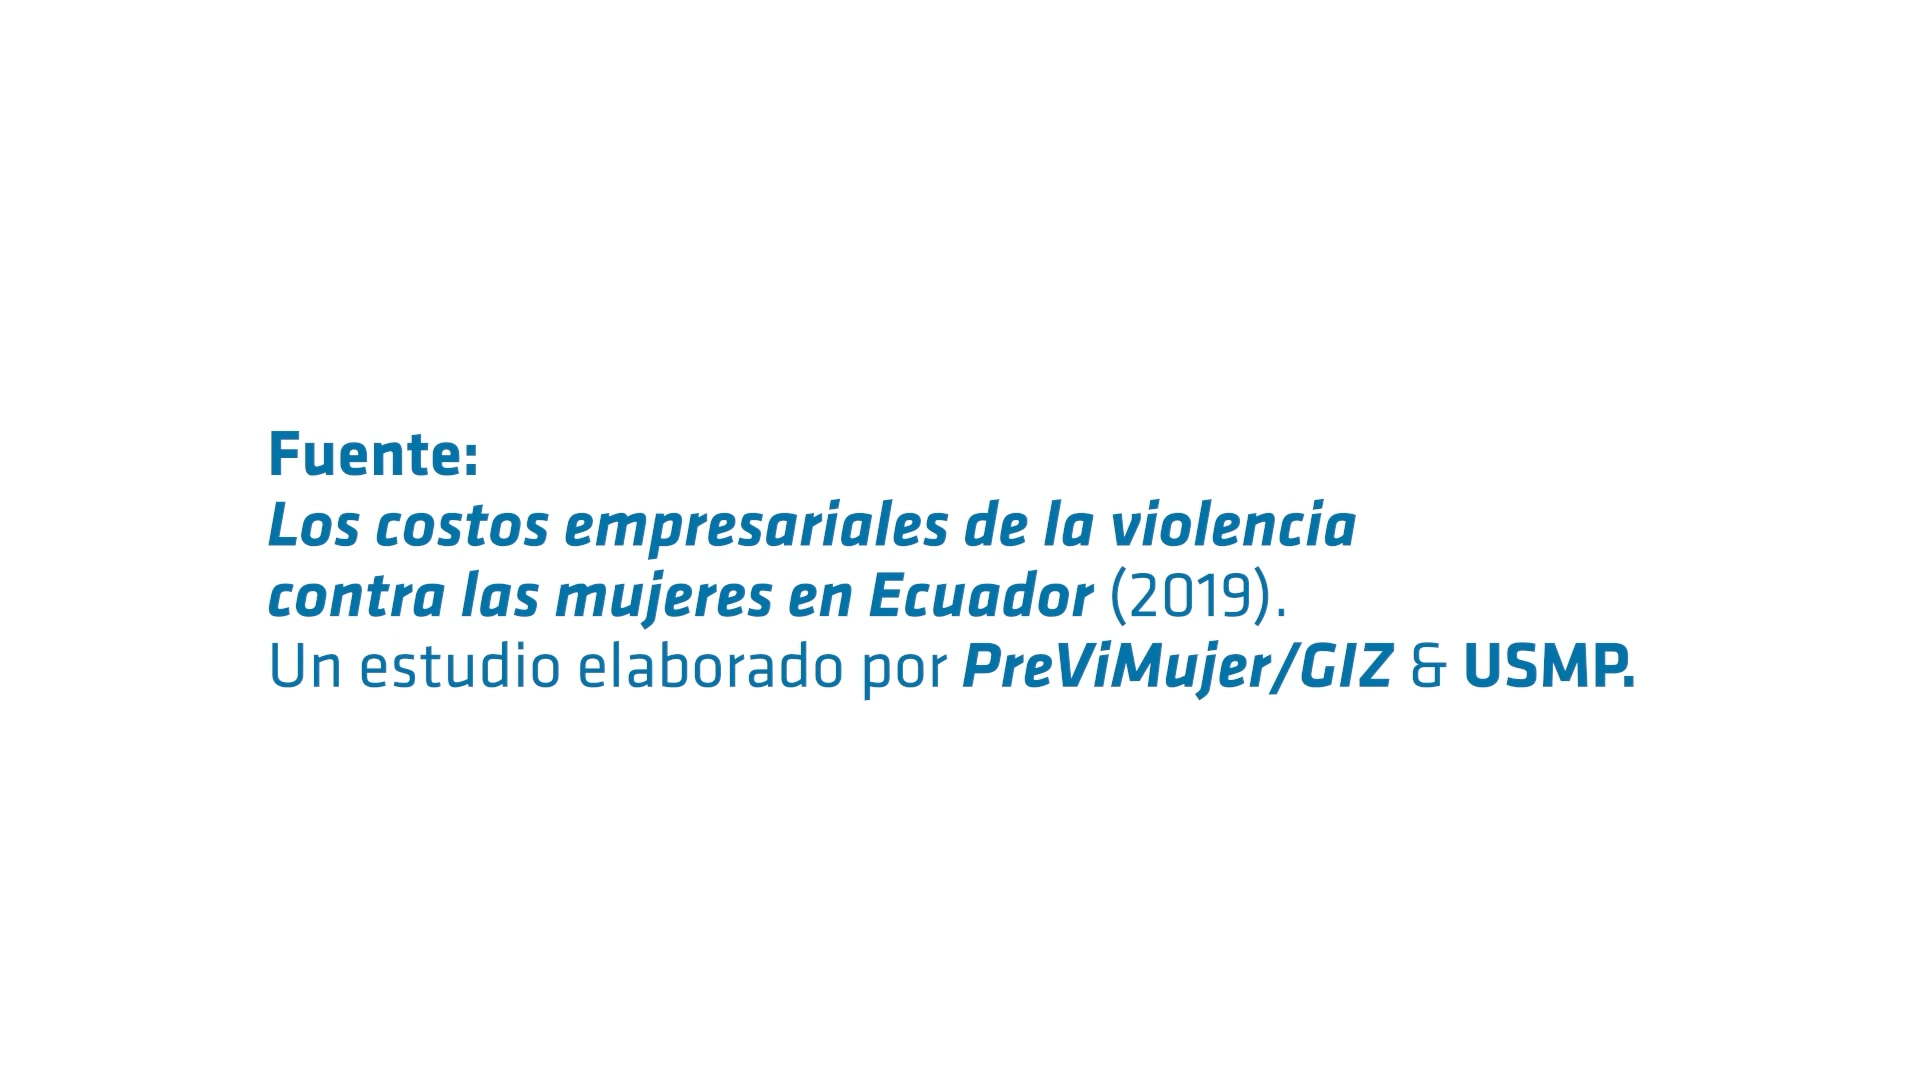 Fuente:
Los costos empresariales de la violencia
contra las mujeres en Ecuador (2019).
Un estudio elaborado por PreViMujer/GIZ & USMP.